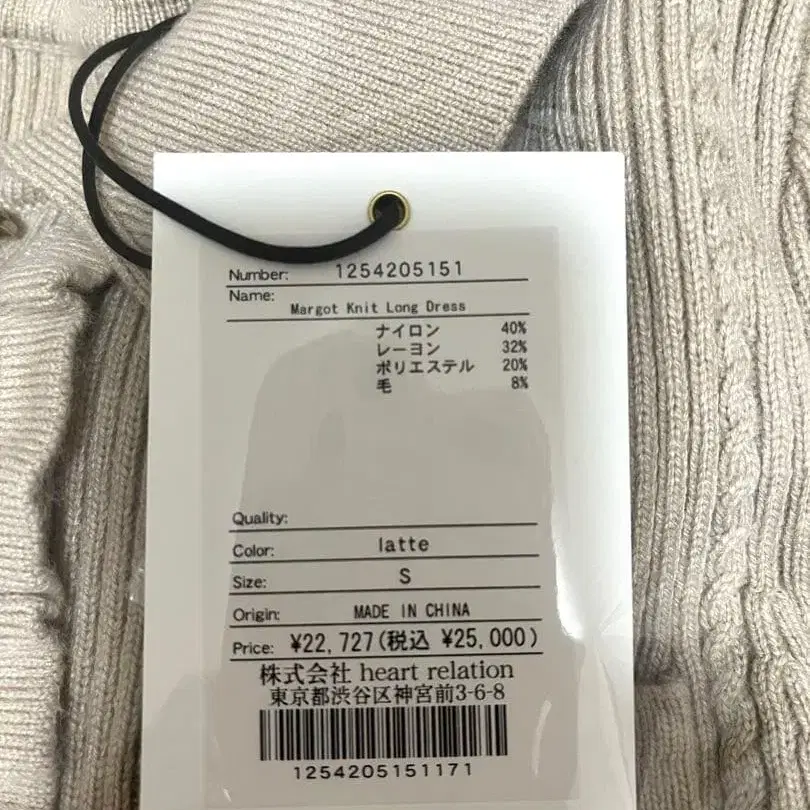 Number: 1254205151
Name: Margot Knit Long Dress
ナイロン 40%
レーヨン 32%
ポリエステル 20%
毛 8%
Quality:
Color: latte
Size: S
Origin: MADE IN CHINA
Price: ¥22,727(税込 ¥25,000)
株式会社 heart relation
東京都渋谷区神宮前3-6-8
1254205151171